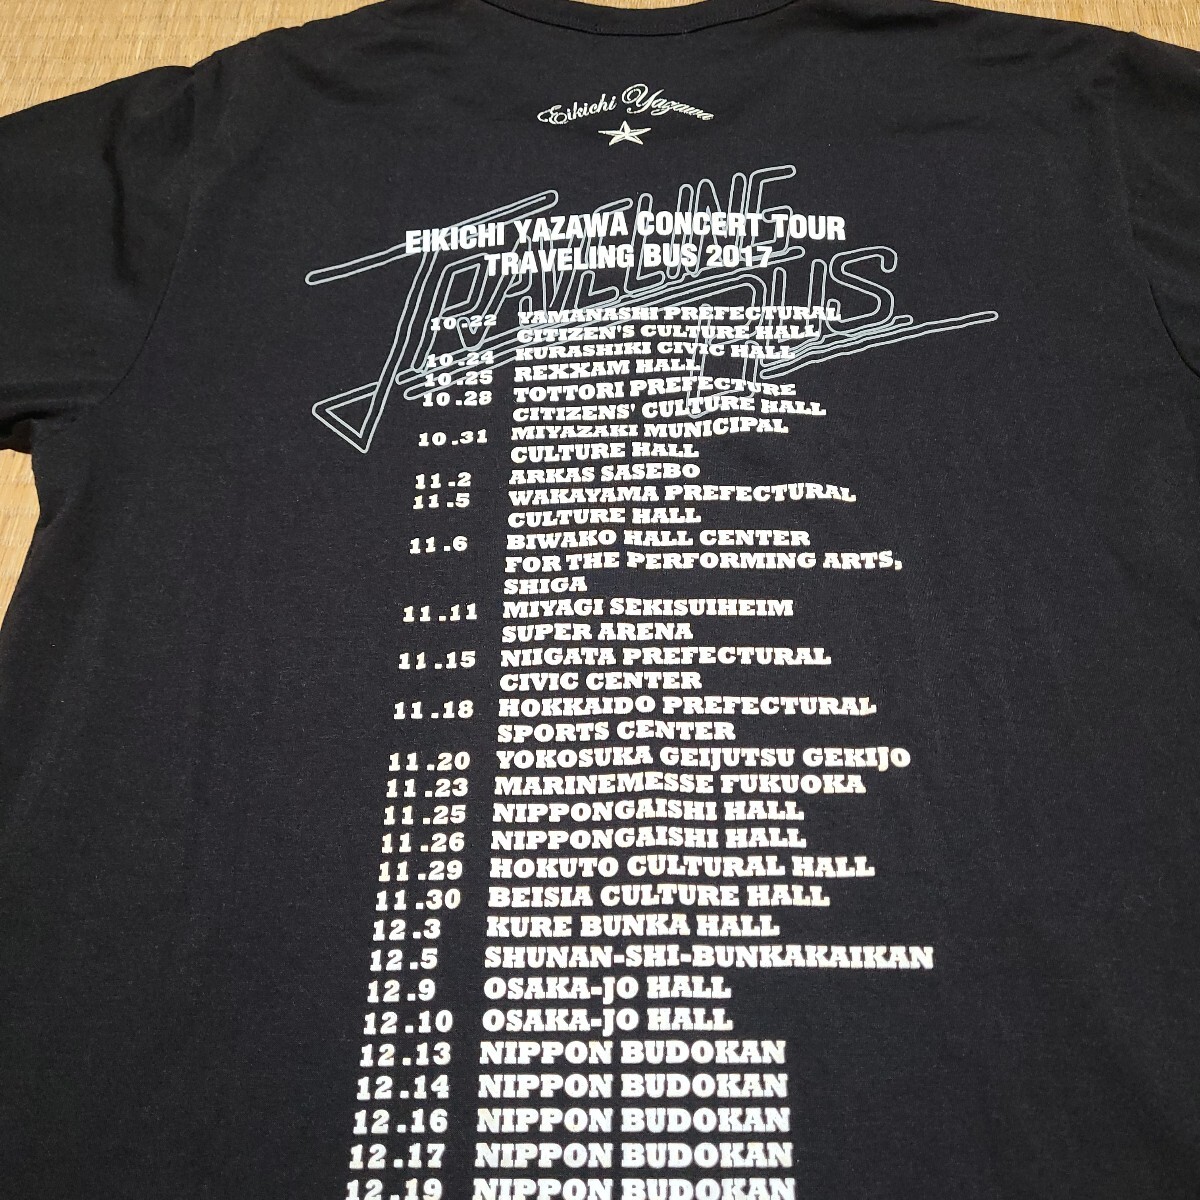 Eikichi Yazawa
TRAVELING BUS
EIKICHI YAZAWA CONCERT TOUR
TRAVELING BUS 2017
10.22 YAMANASHI PREFECTURAL
CITIZEN'S CULTURE HALL
10.24 KURASHIKI CIVIC HALL
10.25 REXXAM HALL
10.28 TOTTORI PREFECTURE
CITIZENS' CULTURE HALL
10.31 MIYAZAKI MUNICIPAL
CULTURE HALL
11.2 ARKAS SASEBO
11.5 WAKAYAMA PREFECTURAL
CULTURE HALL
11.6 BIWAKO HALL CENTER
FOR THE PERFORMING ARTS,
SHIGA
11.11 MIYAGI SEKISUIHEIM
SUPER ARENA
11.15 NIIGATA PREFECTURAL
CIVIC CENTER
11.18 HOKKAIDO PREFECTURAL
SPORTS CENTER
11.20 YOKOSUKA GEIJUTSU GEKIJO
11.23 MARINEMESSE FUKUOKA
11.25 NIPPONGAISHI HALL
11.26 NIPPONGAISHI HALL
11.29 HOKUTO CULTURAL HALL
11.30 BEISIA CULTURE HALL
12.3 KURE BUNKA HALL
12.5 SHUNAN-SHI-BUNKAKAIKAN
12.9 OSAKA-JO HALL
12.10 OSAKA-JO HALL
12.13 NIPPON BUDOKAN
12.14 NIPPON BUDOKAN
12.16 NIPPON BUDOKAN
12.17 NIPPON BUDOKAN
12.19 NIPPON BUDOKAN